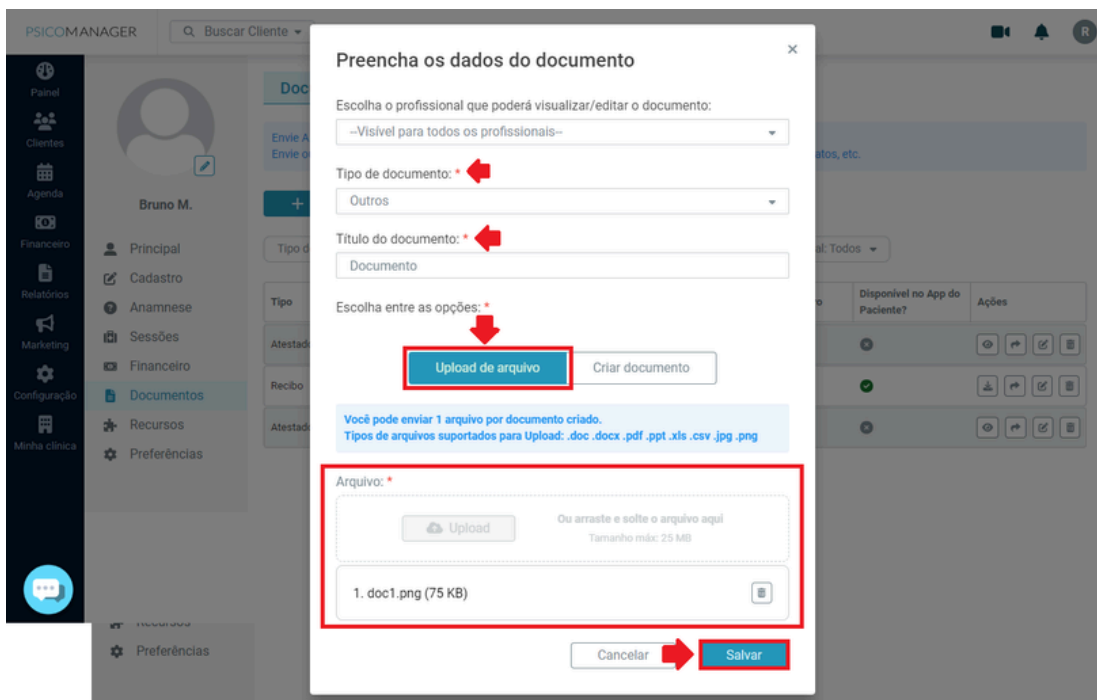 PSICOMANAGER
Buscar Cliente
R
Painel
Clientes
Agenda
Financeiro
Relatórios
Marketing
Configuração
Minha clínica
Bruno M.
Principal
Cadastro
Anamnese
Sessões
Financeiro
Documentos
Recursos
Preferências
Preferências
Doc
Envie A
Envie o
atos, etc.
+
Tipo d
al: Todos
Tipo
Disponível no App do
Paciente?
Ações
Atestad
Recibo
Atestad
Preencha os dados do documento
×
Escolha o profissional que poderá visualizar/editar o documento:
--Visível para todos os profissionais--
Tipo de documento: *
Outros
Título do documento: *
Documento
Escolha entre as opções: *
Upload de arquivo
Criar documento
Você pode enviar 1 arquivo por documento criado.
Tipos de arquivos suportados para Upload: .doc .docx .pdf .ppt .xls .csv .jpg .png
Arquivo: *
Upload
Ou arraste e solte o arquivo aqui
Tamanho máx: 25 MB
1. doc1.png (75 KB)
Cancelar
Salvar